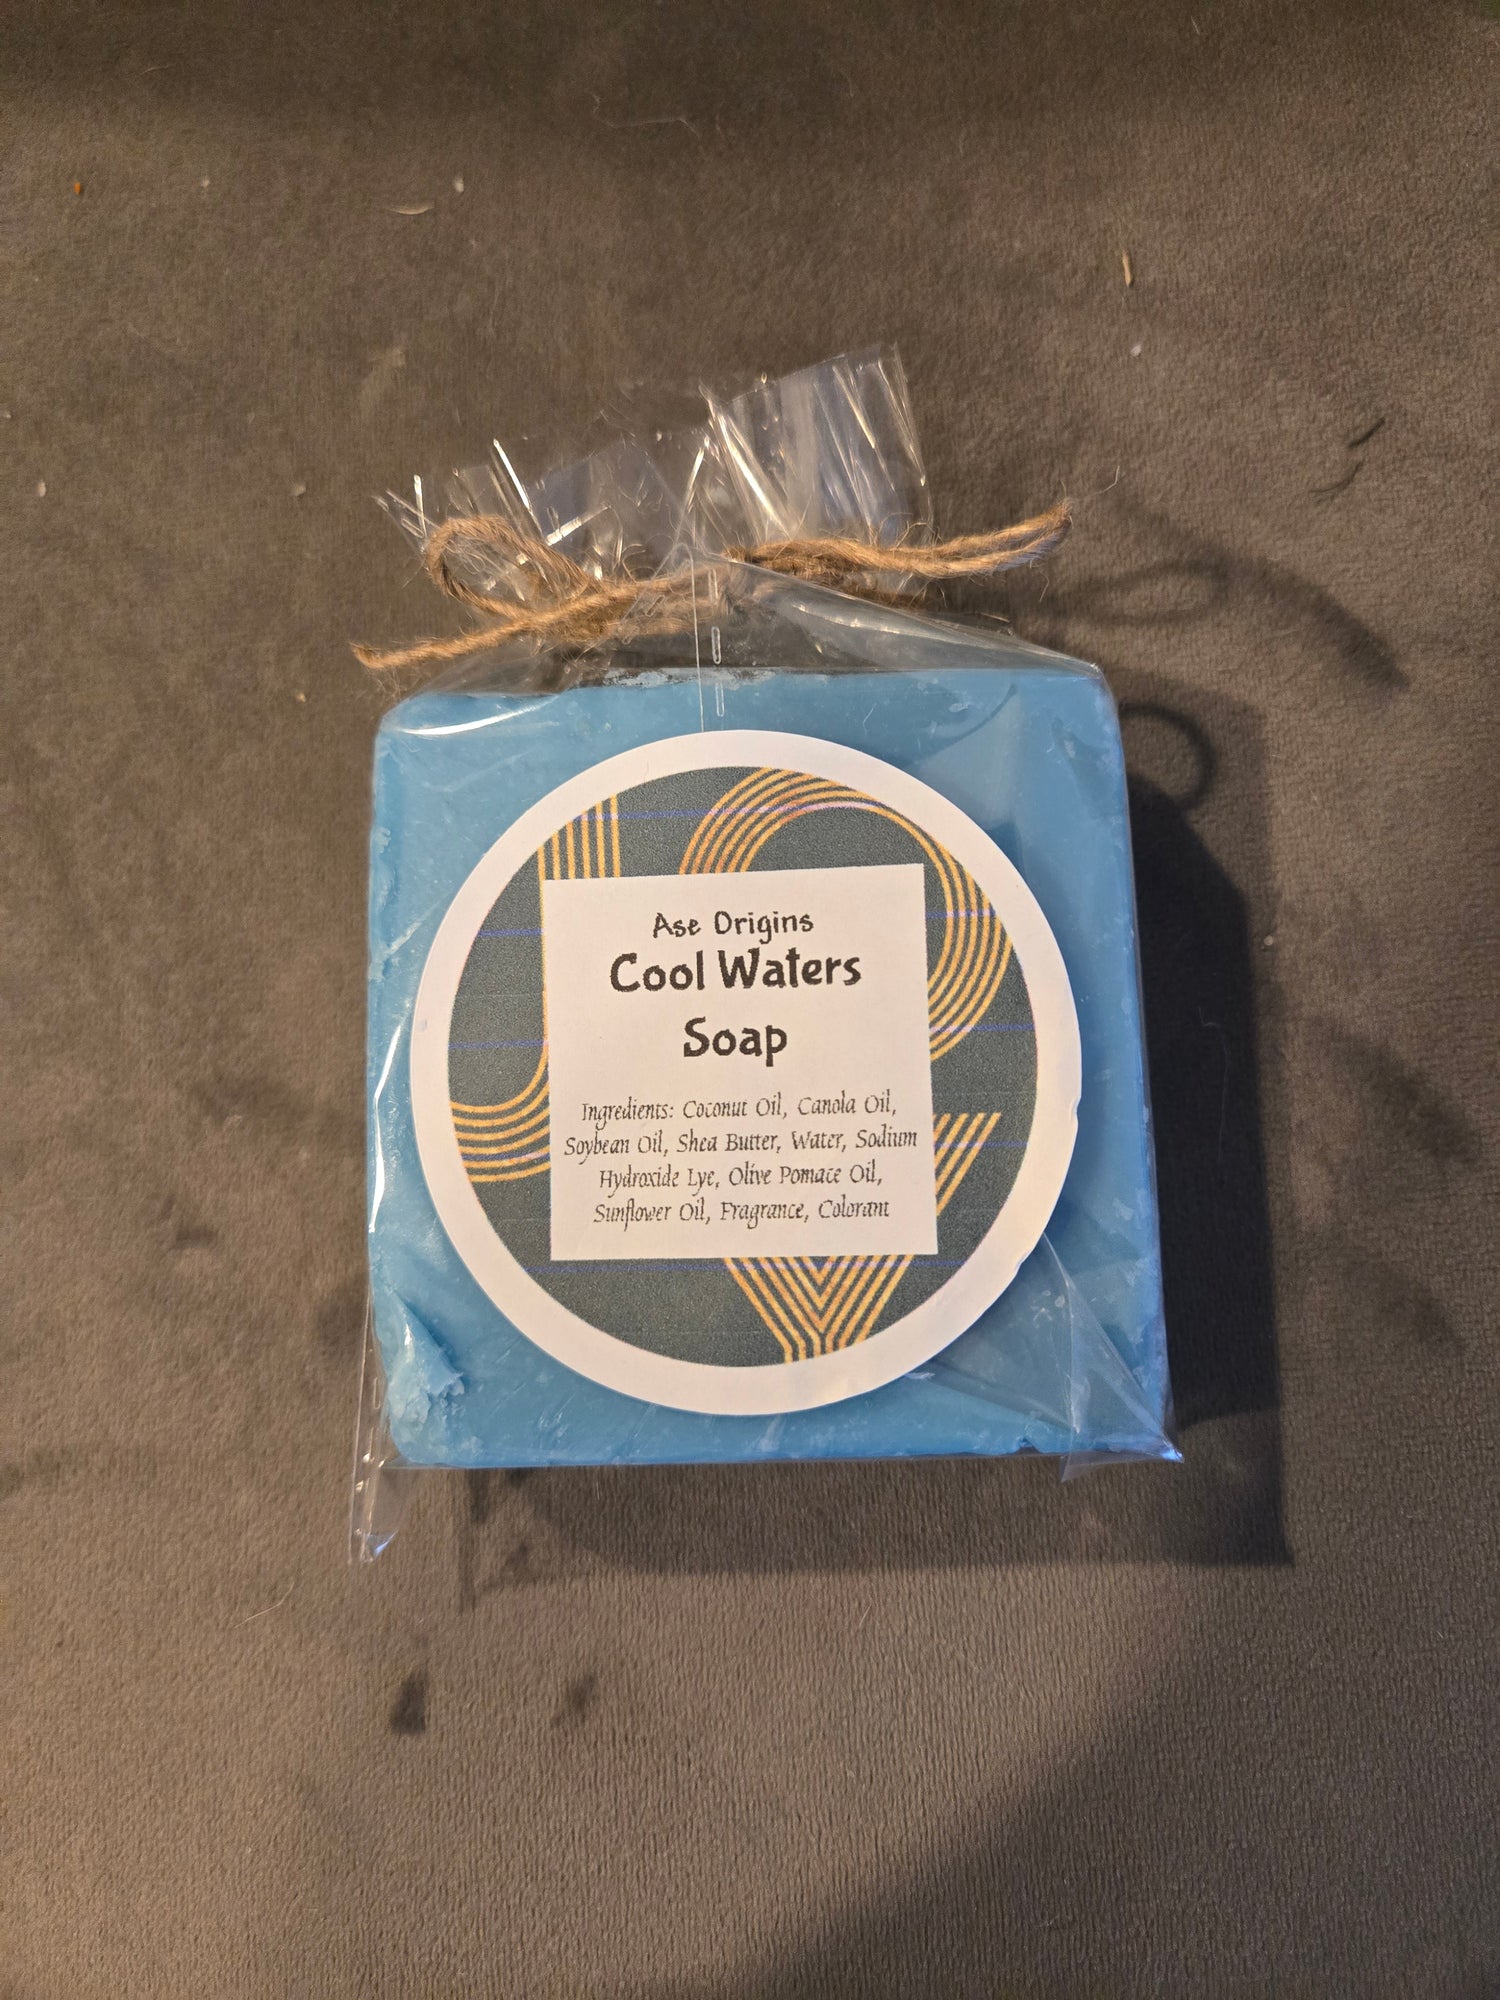 Ase Origins
Cool Waters
Soap
Ingredients: Coconut Oil, Canola Oil,
Soybean Oil, Shea Butter, Water, Sodium
Hydroxide Lye, Olive Pomace Oil,
Sunflower Oil, Fragrance, Colorant